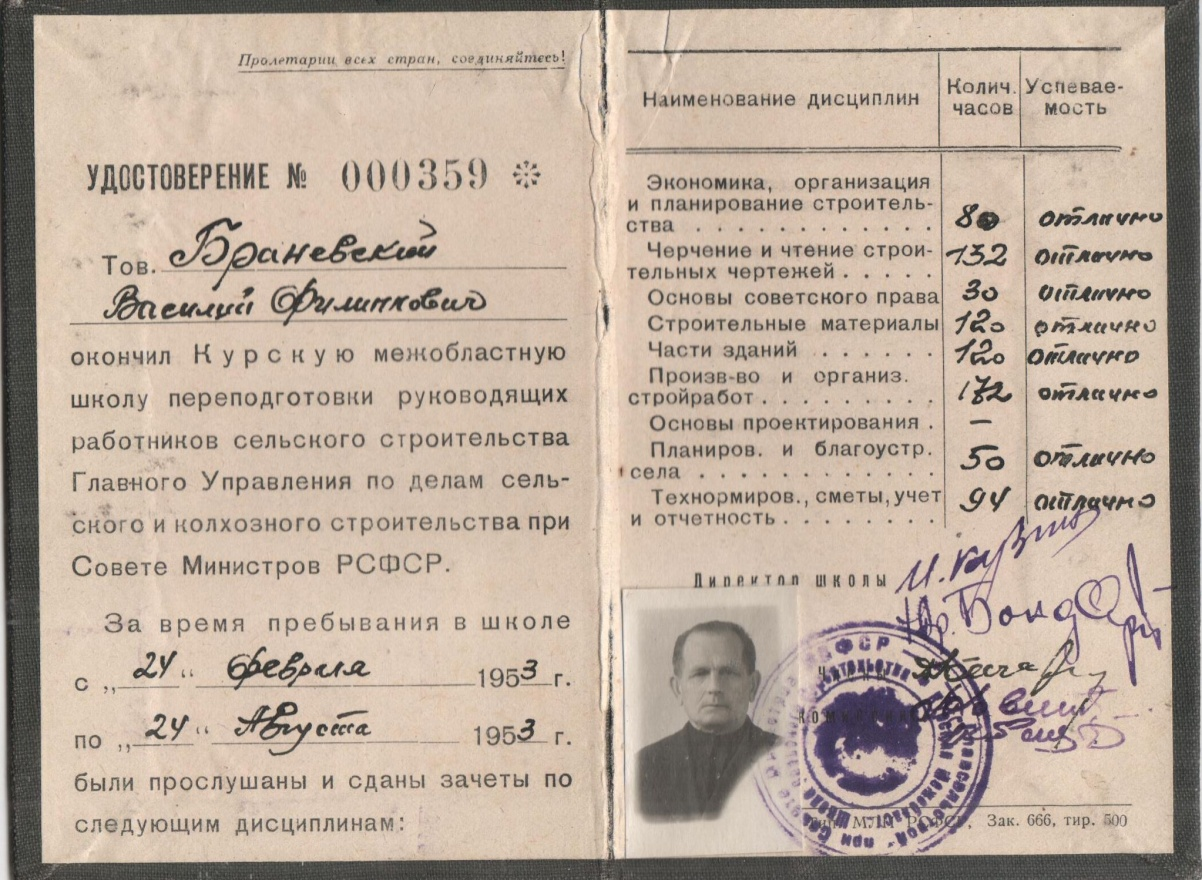 Пролетарии всех стран, соединяйтесь!
УДОСТОВЕРЕНИЕ № 000359
Тов. Браневский
Василий Филиппович
окончил Курскую межобластную
школу переподготовки руководящих
работников сельского строительства
Главного Управления по делам сель-
ского и колхозного строительства при
Совете Министров РСФСР.
За время пребывания в школе
с „24“ февраля 1953 г.
по „24“ Августа 1953 г.
были прослушаны и сданы зачеты по
следующим дисциплинам:
Наименование дисциплин Колич. часов Успевае-
мость
Экономика, организация
и планирование строитель-
ства . . . . . . . . . . . . 80 отлично
Черчение и чтение строи-
тельных чертежей . . . . . 132 отлично
Основы советского права 30 отлично
Строительные материалы 120 отлично
Части зданий . . . . . . 120 отлично
Произв-во и организ.
стройработ . . . . . . . . . 172 отлично
Основы проектирования . —
Планиров. и благоустр.
села . . . . . . . . . . . . 50 отлично
Технормиров., сметы, учет
и отчетность . . . . . . . . 94 отлично
Директор школы
РСФСР
Зак. 666, тир. 500